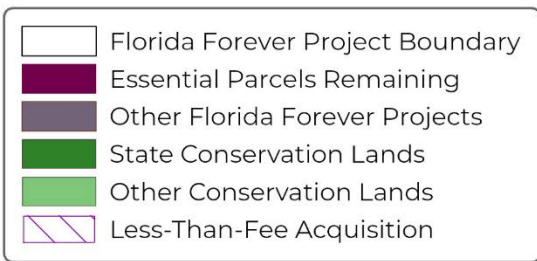 Florida Forever Project Boundary
Essential Parcels Remaining
Other Florida Forever Projects
State Conservation Lands
Other Conservation Lands
Less-Than-Fee Acquisition